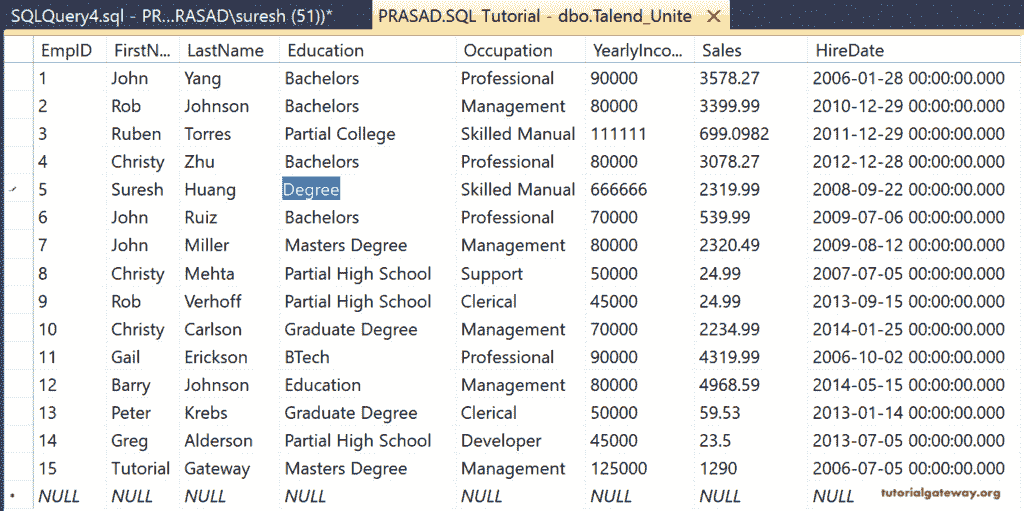 SQLQuery4.sql - PR...RASAD\suresh (51))* PRASAD.SQL Tutorial - dbo.Talend_Unite
EmpID FirstN... LastName Education Occupation YearlyInco... Sales HireDate
1 John Yang Bachelors Professional 90000 3578.27 2006-01-28 00:00:00.000
2 Rob Johnson Bachelors Management 80000 3399.99 2010-12-29 00:00:00.000
3 Ruben Torres Partial College Skilled Manual 111111 699.0982 2011-12-29 00:00:00.000
4 Christy Zhu Bachelors Professional 80000 3078.27 2012-12-28 00:00:00.000
5 Suresh Huang Degree Skilled Manual 666666 2319.99 2008-09-22 00:00:00.000
6 John Ruiz Bachelors Professional 70000 539.99 2009-07-06 00:00:00.000
7 John Miller Masters Degree Management 80000 2320.49 2009-08-12 00:00:00.000
8 Christy Mehta Partial High School Support 50000 24.99 2007-07-05 00:00:00.000
9 Rob Verhoff Partial High School Clerical 45000 24.99 2013-09-15 00:00:00.000
10 Christy Carlson Graduate Degree Management 70000 2234.99 2014-01-25 00:00:00.000
11 Gail Erickson BTech Professional 90000 4319.99 2006-10-02 00:00:00.000
12 Barry Johnson Education Management 80000 4968.59 2014-05-15 00:00:00.000
13 Peter Krebs Graduate Degree Clerical 50000 59.53 2013-01-14 00:00:00.000
14 Greg Alderson Partial High School Developer 45000 23.5 2013-07-05 00:00:00.000
15 Tutorial Gateway Masters Degree Management 125000 1290 2006-07-05 00:00:00.000
NULL NULL NULL NULL NULL NULL NULL NULL
tutorialgateway.org